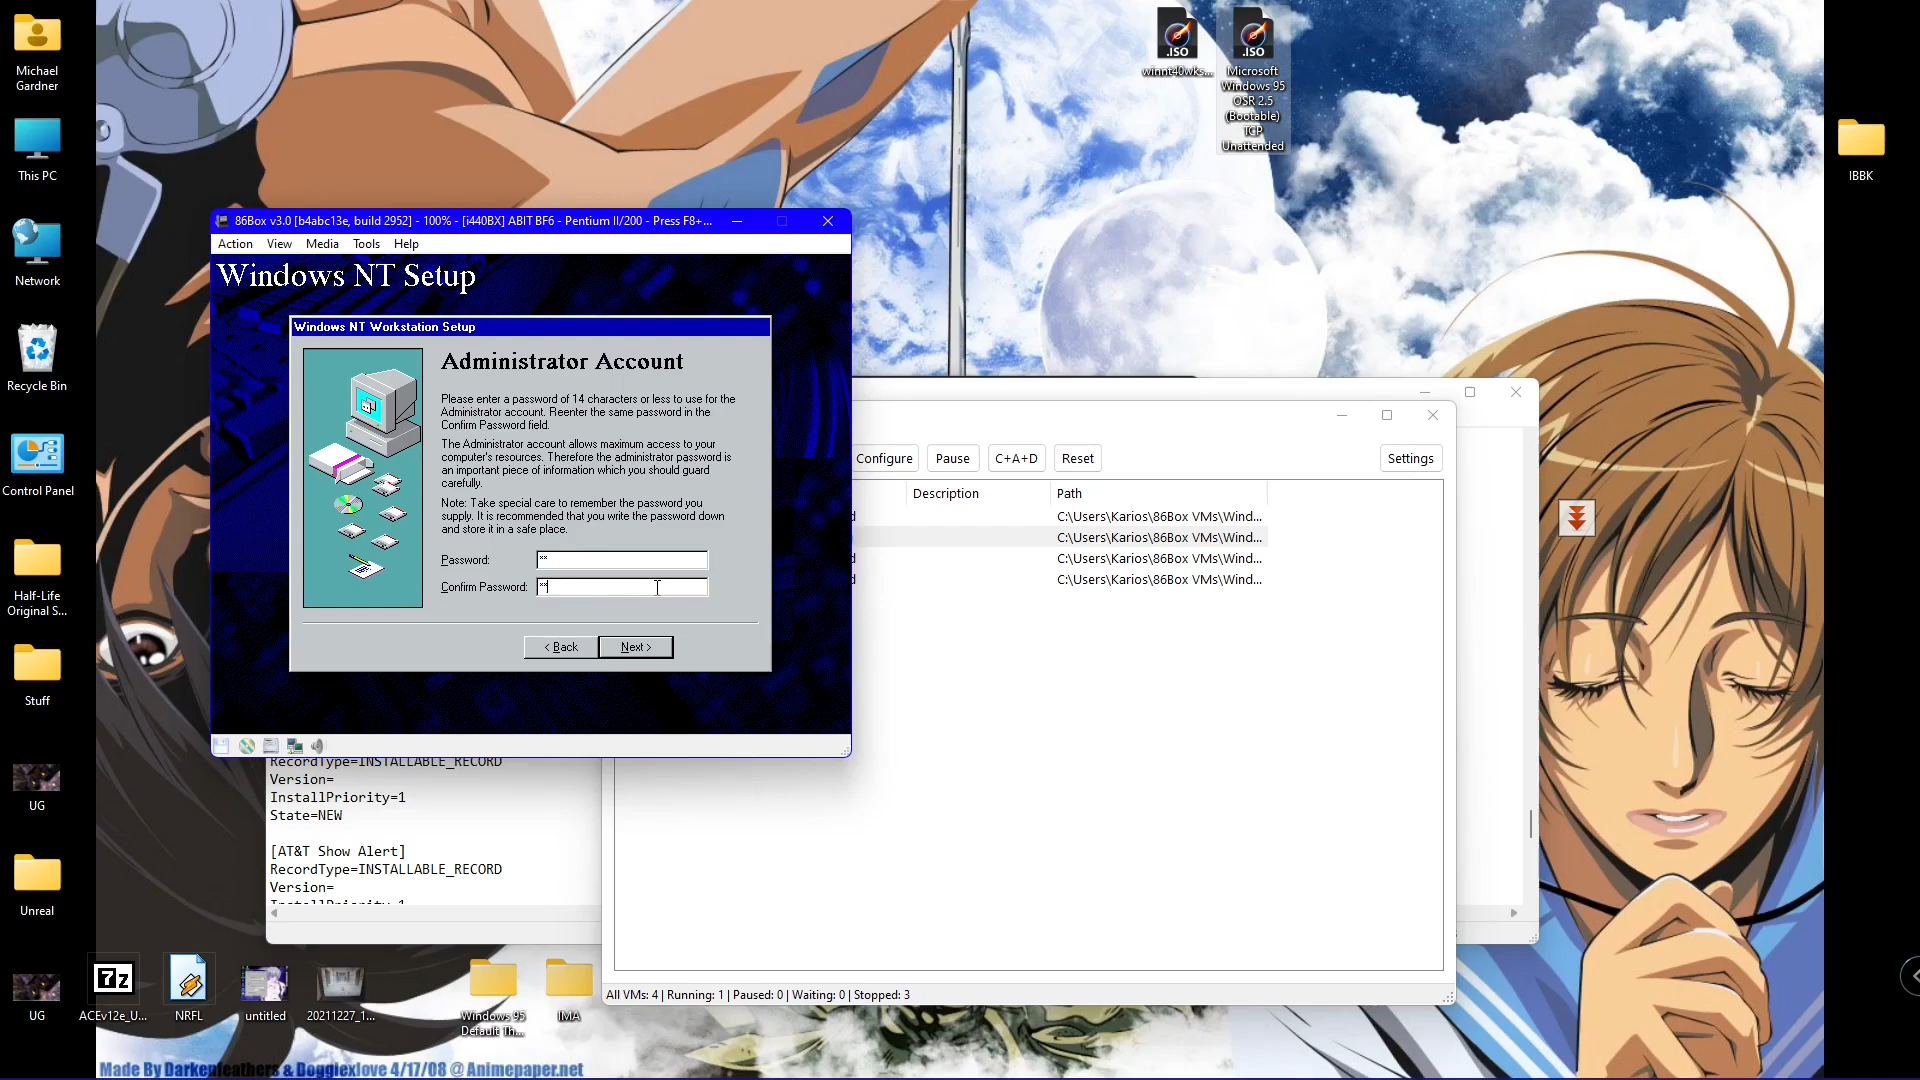 Michael
Gardner
This PC
Network
Recycle Bin
Control Panel
Half-Life
Original S...
Stuff
UG
Unreal
UG
.ISO
winnt40wks...
.ISO
Microsoft
Windows 95
OSR 2.5
(Bootable)
TCP
Unattended
IBBK
86Box v3.0 [b4abc13e, build 2952] - 100% - [i440BX] ABIT BF6 - Pentium II/200 - Press F8+...
Action View Media Tools Help
Windows NT Setup
Windows NT Workstation Setup
Administrator Account
Please enter a password of 14 characters or less to use for the
Administrator account. Reenter the same password in the
Confirm Password field.
The Administrator account allows maximum access to your
computer's resources. Therefore the administrator password is
an important piece of information which you should guard
carefully.
Note: Take special care to remember the password you
supply. It is recommended that you write the password down
and store it in a safe place.
Password: **
Confirm Password: **
< Back Next >
Configure Pause C+A+D Reset Settings
Description Path
d C:\Users\Karios\86Box VMs\Wind...
C:\Users\Karios\86Box VMs\Wind...
d C:\Users\Karios\86Box VMs\Wind...
d C:\Users\Karios\86Box VMs\Wind...
All VMs: 4 | Running: 1 | Paused: 0 | Waiting: 0 | Stopped: 3
RecordType=INSTALLABLE_RECORD
Version=
InstallPriority=1
State=NEW
[AT&T Show Alert]
RecordType=INSTALLABLE_RECORD
Version=
InstallPriority=1
7z
ACEv12e_U...
NRFL
untitled
20211227_1...
Windows 95
Default Th...
IMA
Made By Darkenfeathers & Doggiexlove 4/17/08 @ Animepaper.net